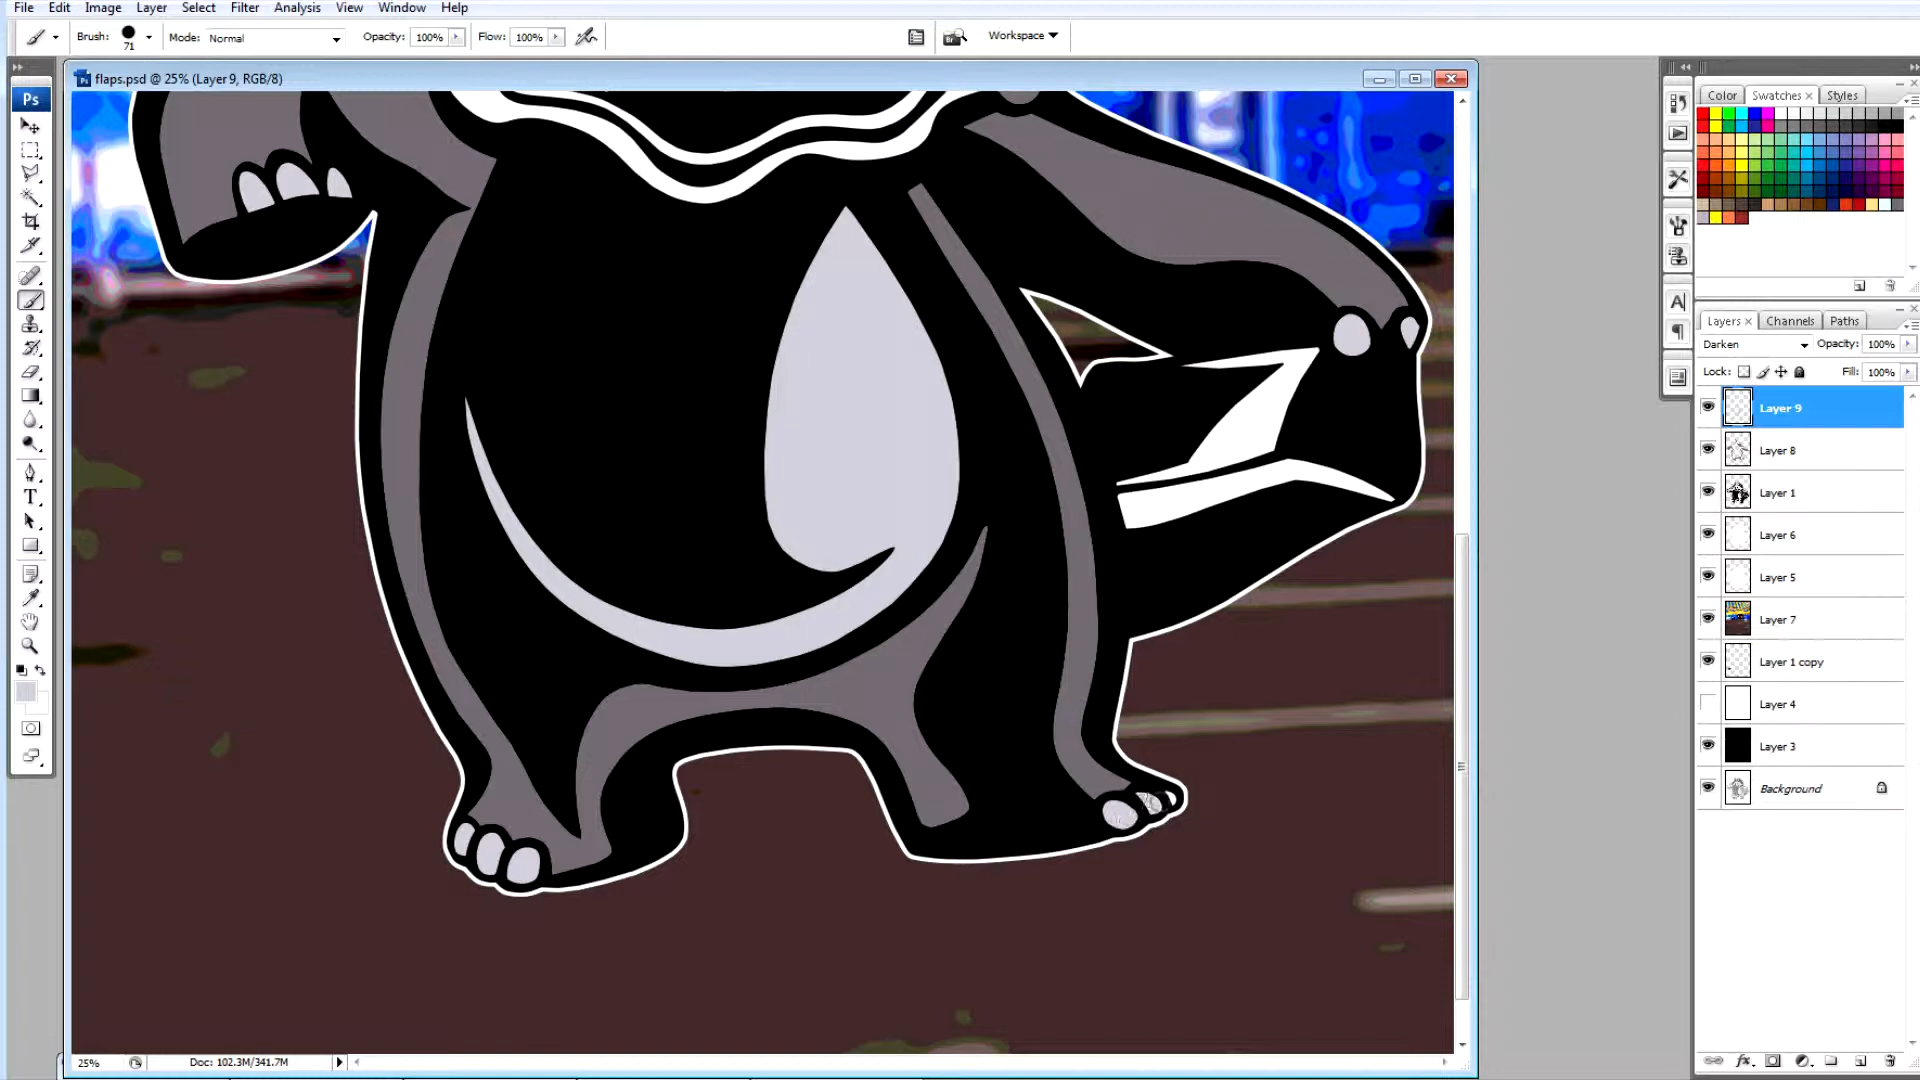 File Edit Image Layer Select Filter Analysis View Window Help
Brush: 71 Mode: Normal Opacity: 100% Flow: 100% Workspace
flaps.psd @ 25% (Layer 9, RGB/8)
Ps
Color Swatches Styles
Layers Channels Paths
Darken Opacity: 100%
Lock: Fill: 100%
Layer 9
Layer 8
Layer 1
Layer 6
Layer 5
Layer 7
Layer 1 copy
Layer 4
Layer 3
Background
25% Doc: 102.3M/341.7M